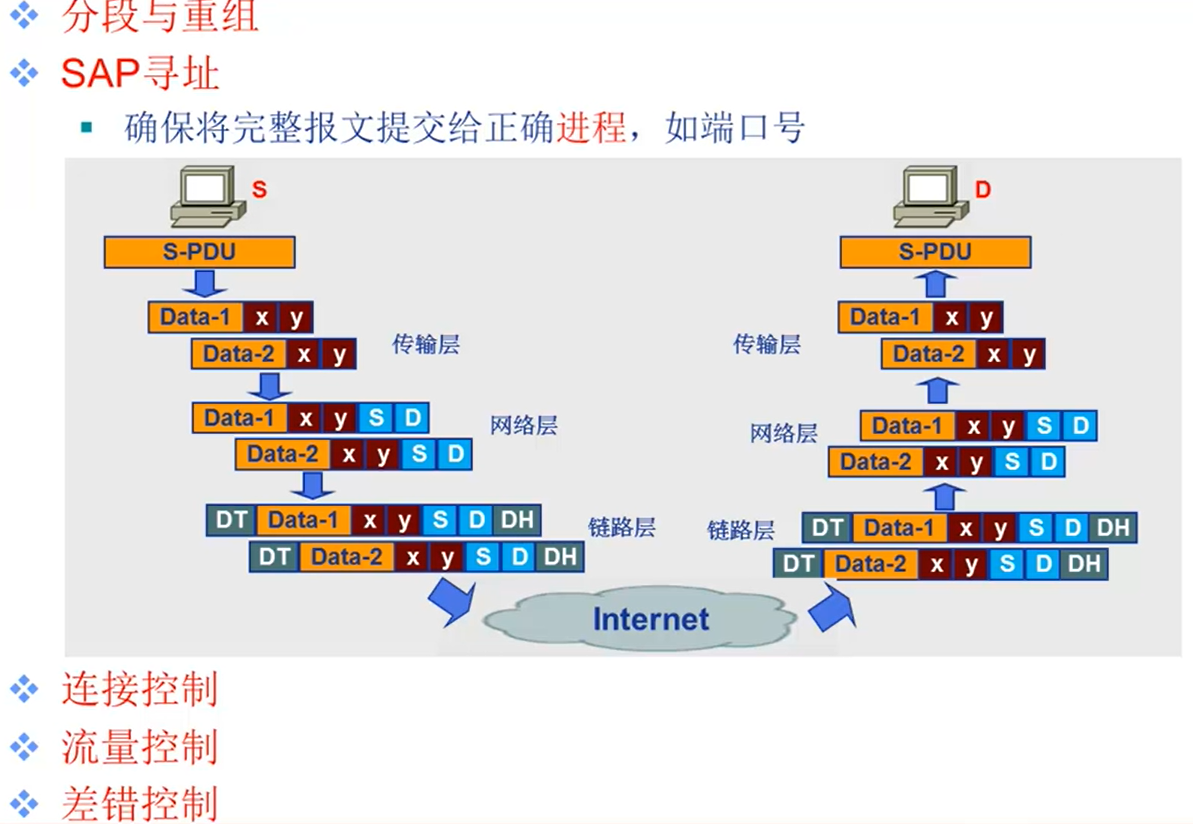 分段与重组
SAP寻址
确保将完整报文提交给正确进程，如端口号
S
D
S-PDU
S-PDU
Data-1 x y
Data-2 x y
传输层
传输层
Data-1 x y
Data-2 x y
Data-1 x y S D
Data-2 x y S D
网络层
网络层
Data-1 x y S D
Data-2 x y S D
DT Data-1 x y S D DH
DT Data-2 x y S D DH
链路层
链路层
DT Data-1 x y S D DH
DT Data-2 x y S D DH
Internet
连接控制
流量控制
差错控制